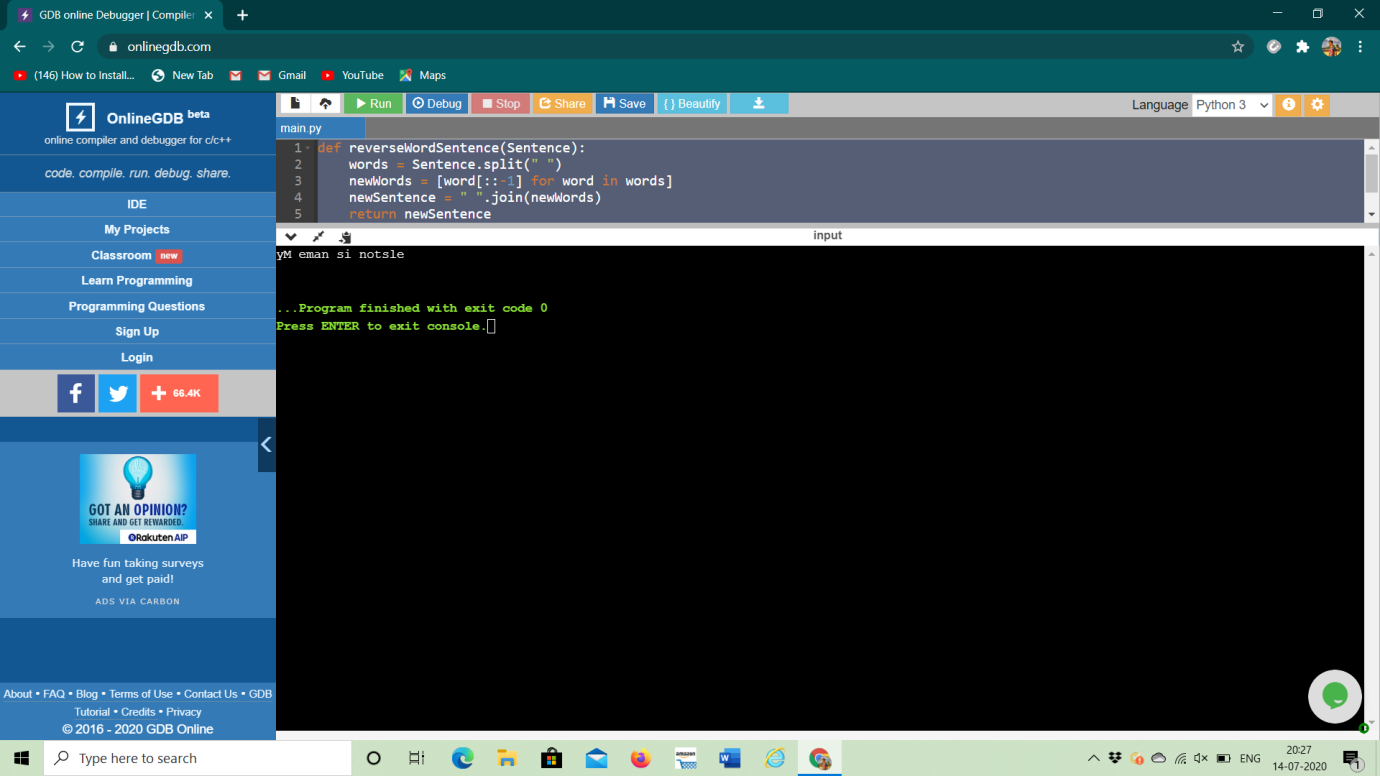 GDB online Debugger | Compiler
onlinegdb.com
(146) How to Install...
New Tab
Gmail
YouTube
Maps
OnlineGDB beta
online compiler and debugger for c/c++
code. compile. run. debug. share.
IDE
My Projects
Classroom new
Learn Programming
Programming Questions
Sign Up
Login
f
+ 66.4K
GOT AN OPINION?
SHARE AND GET REWARDED.
Rakuten AIP
Have fun taking surveys
and get paid!
ADS VIA CARBON
About • FAQ • Blog • Terms of Use • Contact Us • GDB
Tutorial • Credits • Privacy
© 2016 - 2020 GDB Online
Run
Debug
Stop
Share
Save
{ } Beautify
Language Python 3
main.py
1 def reverseWordSentence(Sentence):
2     words = Sentence.split(" ")
3     newWords = [word[::-1] for word in words]
4     newSentence = " ".join(newWords)
5     return newSentence
input
yM eman si notsle
...Program finished with exit code 0
Press ENTER to exit console.
Type here to search
amazon
W
ENG
20:27
14-07-2020
1